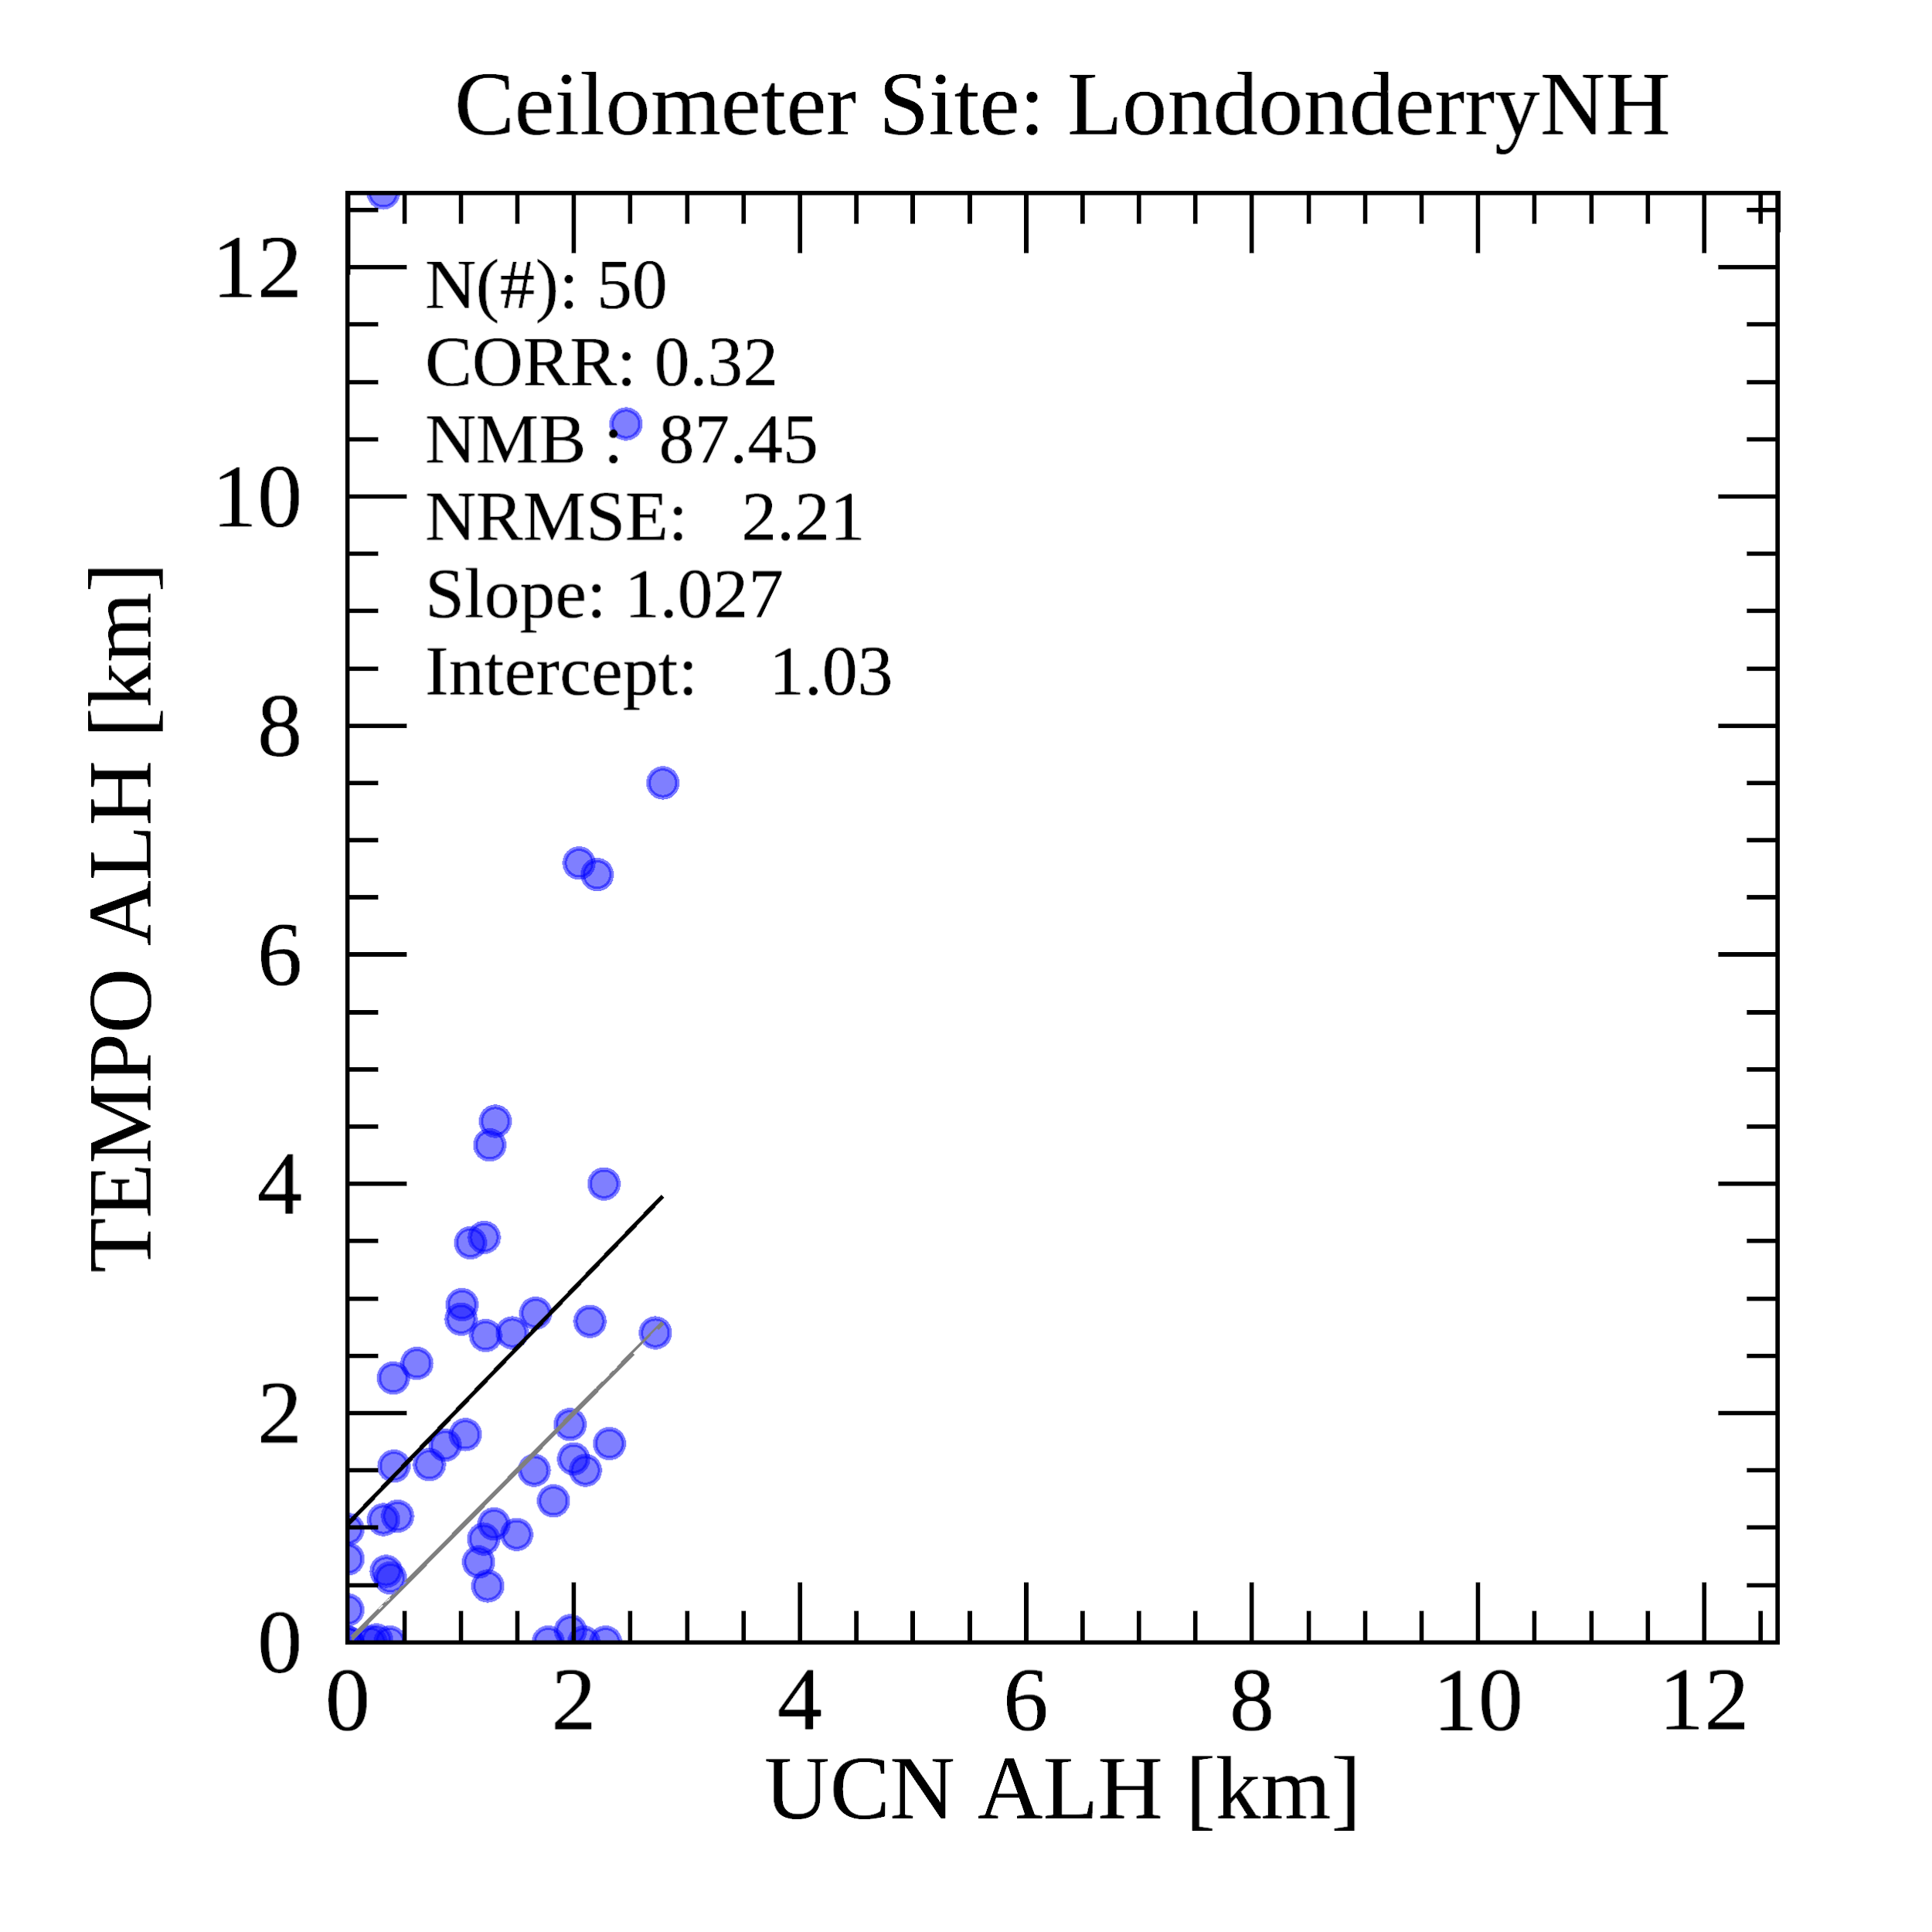 Ceilometer Site: LondonderryNH
N(#): 50
CORR: 0.32
NMB : 87.45
NRMSE: 2.21
Slope: 1.027
Intercept: 1.03
TEMPO ALH [km]
12
10
8
6
4
2
0
0 2 4 6 8 10 12
UCN ALH [km]